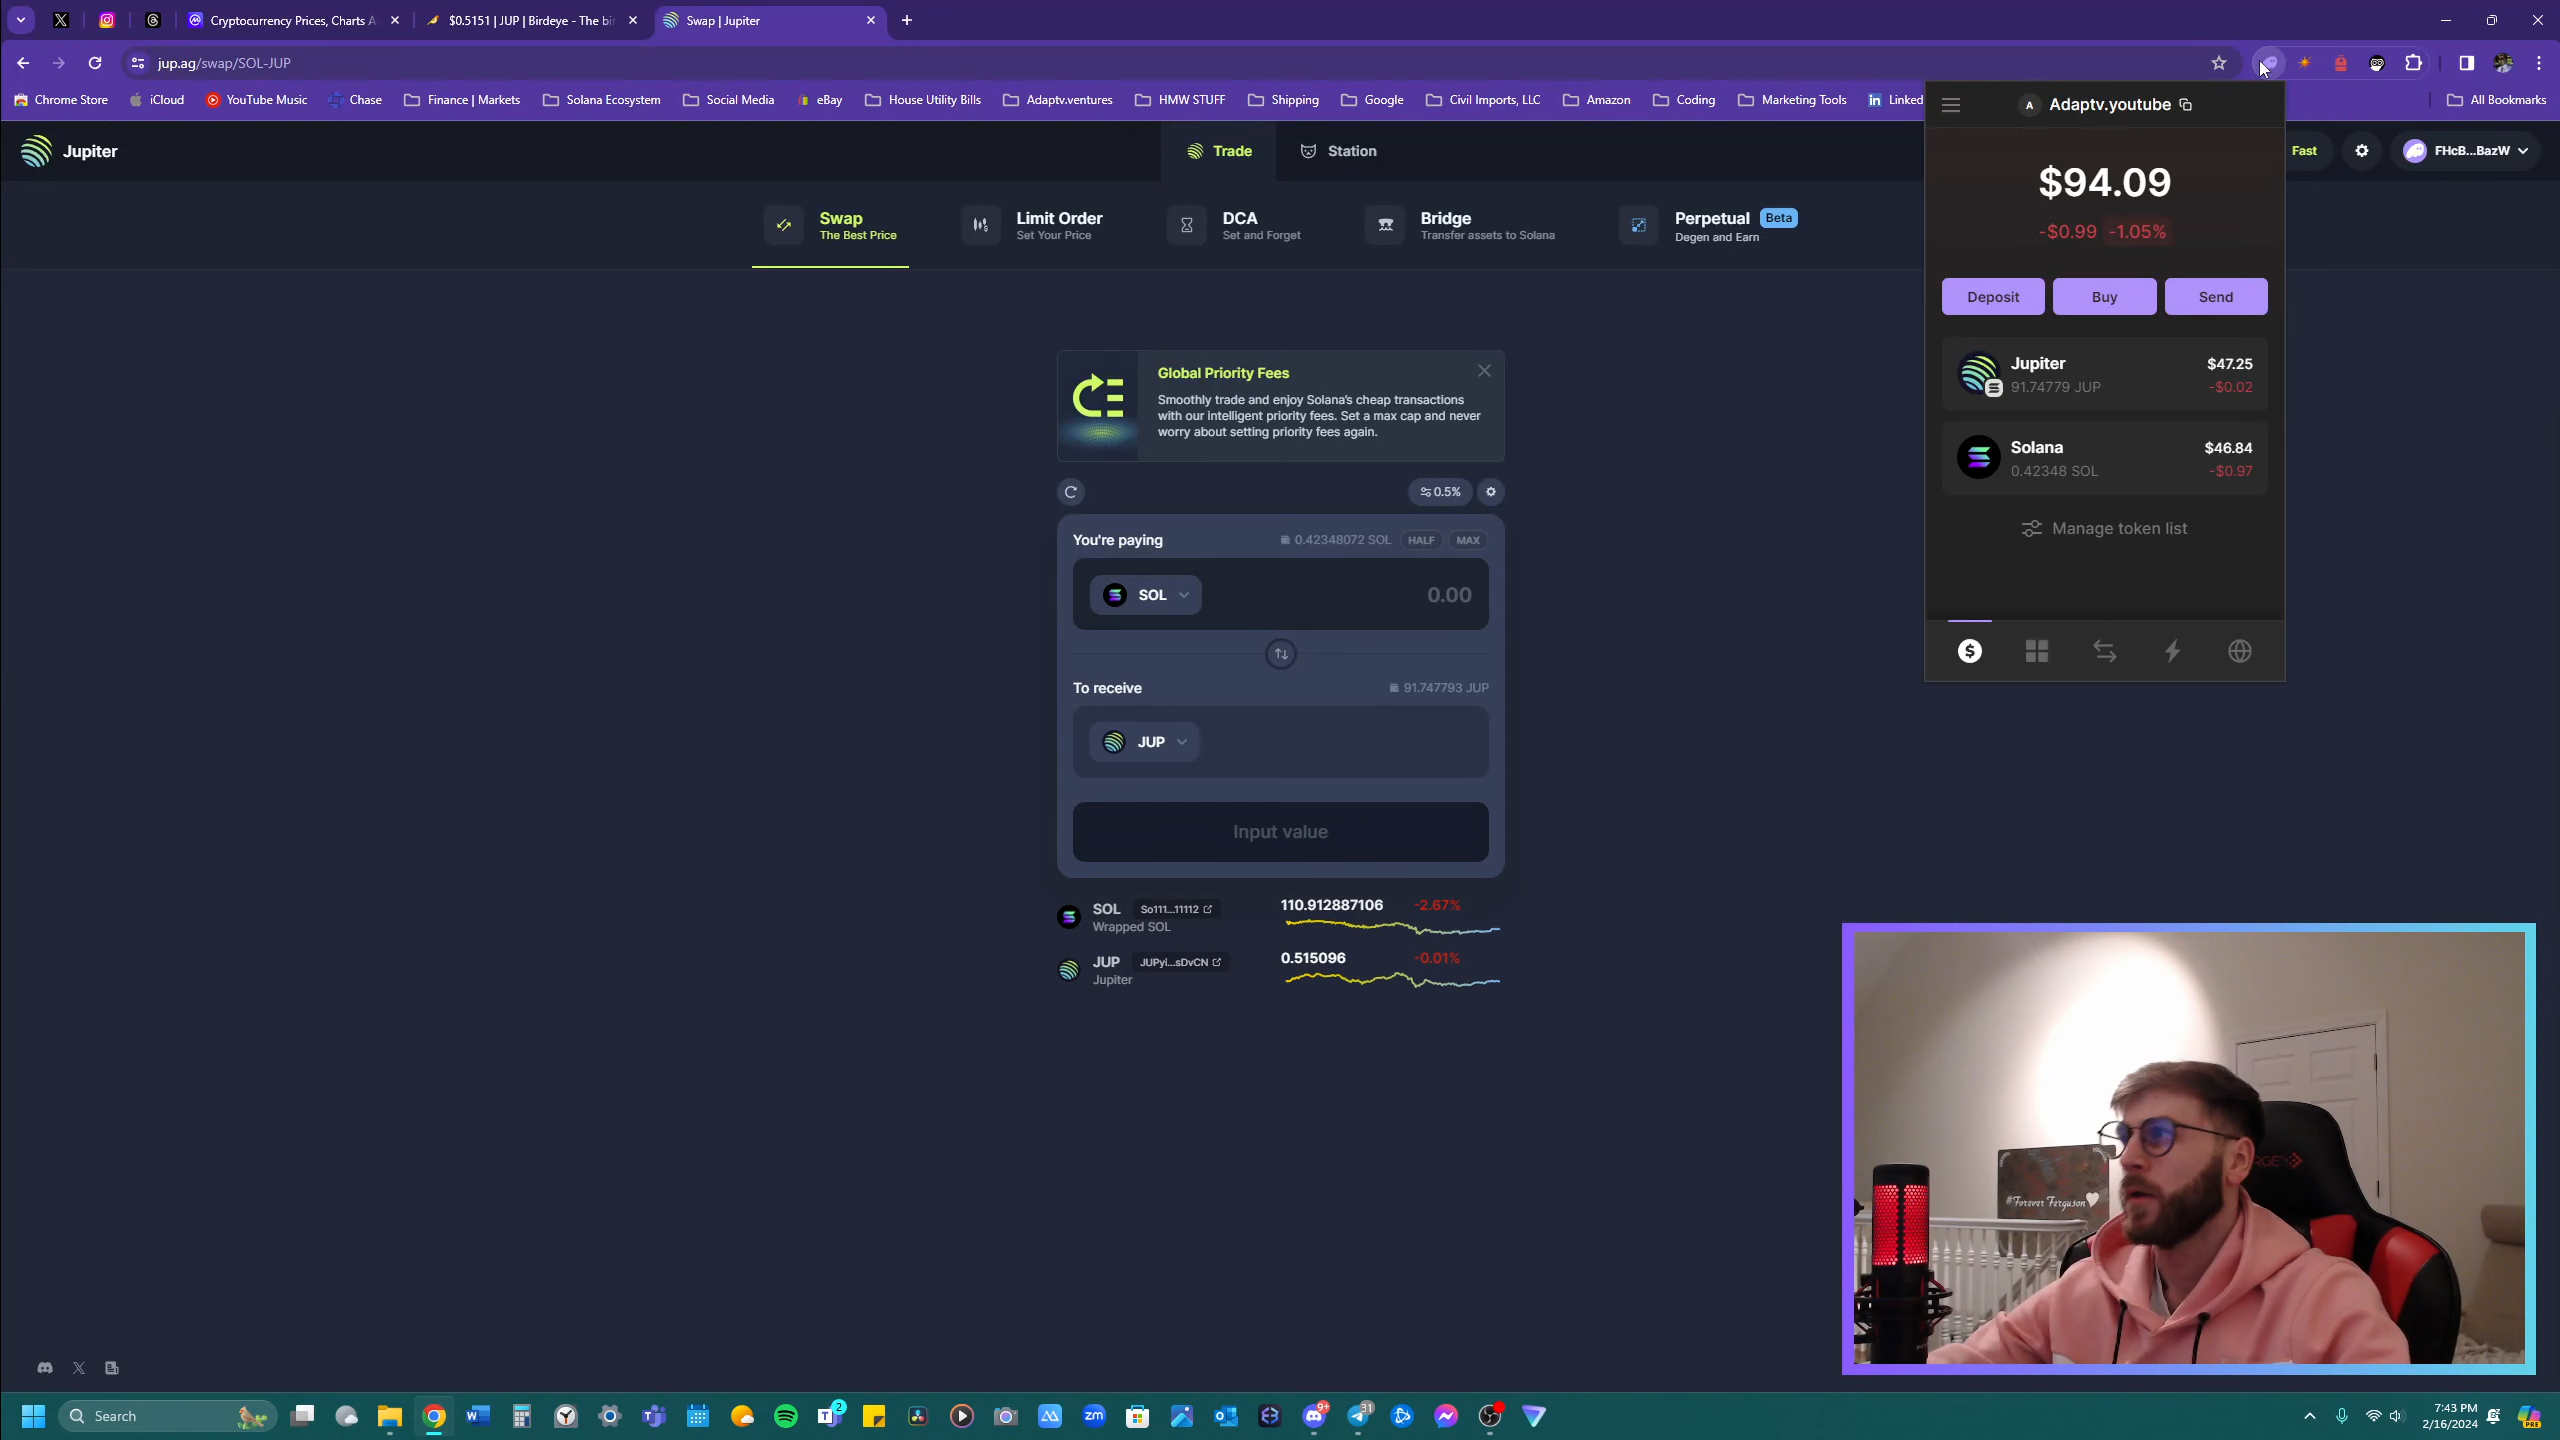 Cryptocurrency Prices, Charts A
$0.5151 | JUP | Birdeye - The bir
Swap | Jupiter
jup.ag/swap/SOL-JUP
Chrome Store
iCloud
YouTube Music
Chase
Finance | Markets
Solana Ecosystem
Social Media
eBay
House Utility Bills
Adaptv.ventures
HMW STUFF
Shipping
Google
Civil Imports, LLC
Amazon
Coding
Marketing Tools
Linked
All Bookmarks
Jupiter
Trade
Station
Fast
FHcB...BazW
Swap
The Best Price
Limit Order
Set Your Price
DCA
Set and Forget
Bridge
Transfer assets to Solana
Perpetual Beta
Degen and Earn
A Adaptv.youtube
$94.09
-$0.99 -1.05%
Deposit
Buy
Send
Jupiter $47.25
91.74779 JUP -$0.02
Solana $46.84
0.42348 SOL -$0.97
Manage token list
Global Priority Fees
Smoothly trade and enjoy Solana's cheap transactions
with our intelligent priority fees. Set a max cap and never
worry about setting priority fees again.
0.5%
You're paying 0.42348072 SOL HALF MAX
SOL 0.00
To receive 91.747793 JUP
JUP
Input value
SOL So111...11112 110.912887106 -2.67%
Wrapped SOL
JUP JUPyi...sDvCN 0.515096 -0.01%
Jupiter
#Forever Ferguson
Search
2
zm
9+
31
7:43 PM
2/16/2024
PRE